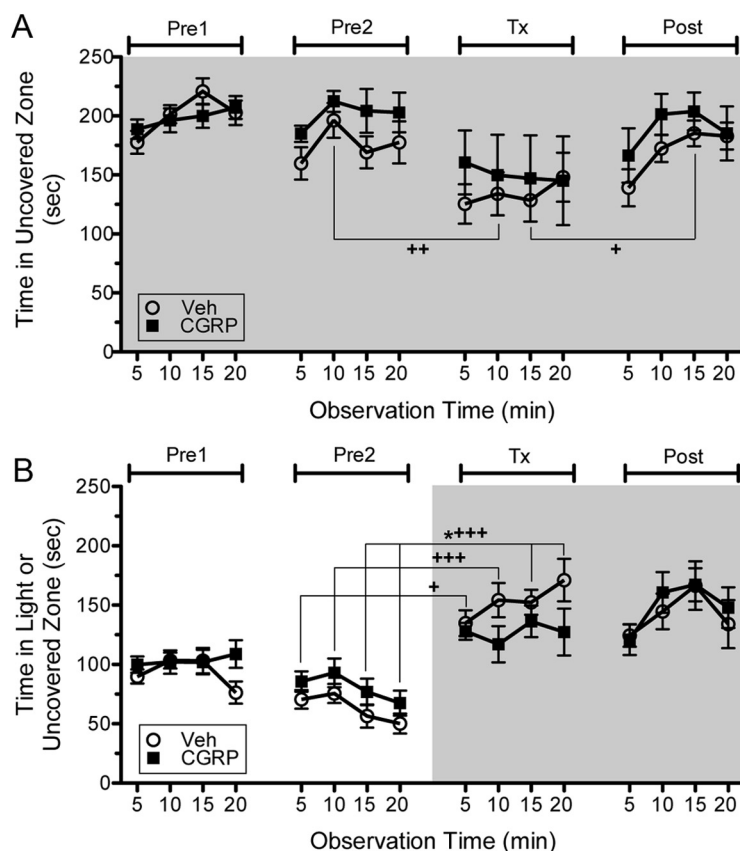 A
Pre1 Pre2 Tx Post
250
200
150
100
50
0
Time in Uncovered Zone
(sec)
++ +
Veh
CGRP
5 10 15 20 5 10 15 20 5 10 15 20 5 10 15 20
Observation Time (min)
B
Pre1 Pre2 Tx Post
250
200
150
100
50
0
Time in Light or
Uncovered Zone (sec)
*+++
+++
+
Veh
CGRP
5 10 15 20 5 10 15 20 5 10 15 20 5 10 15 20
Observation Time (min)